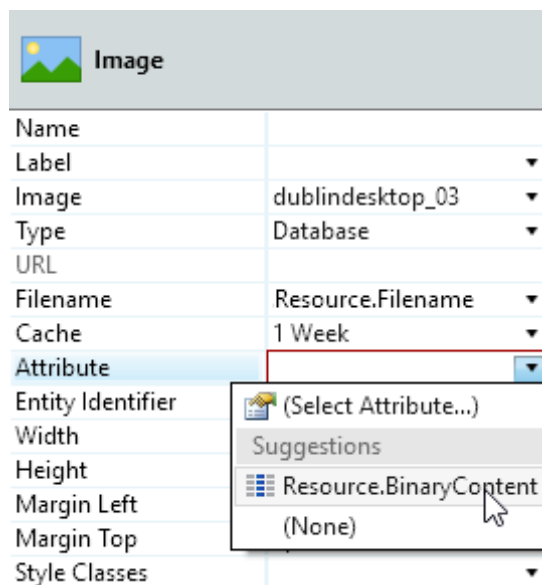 Image
Name
Label
Image dublindesktop_03
Type Database
URL
Filename Resource.Filename
Cache 1 Week
Attribute
Entity Identifier (Select Attribute...)
Width Suggestions
Height Resource.BinaryContent
Margin Left
Margin Top (None)
Style Classes